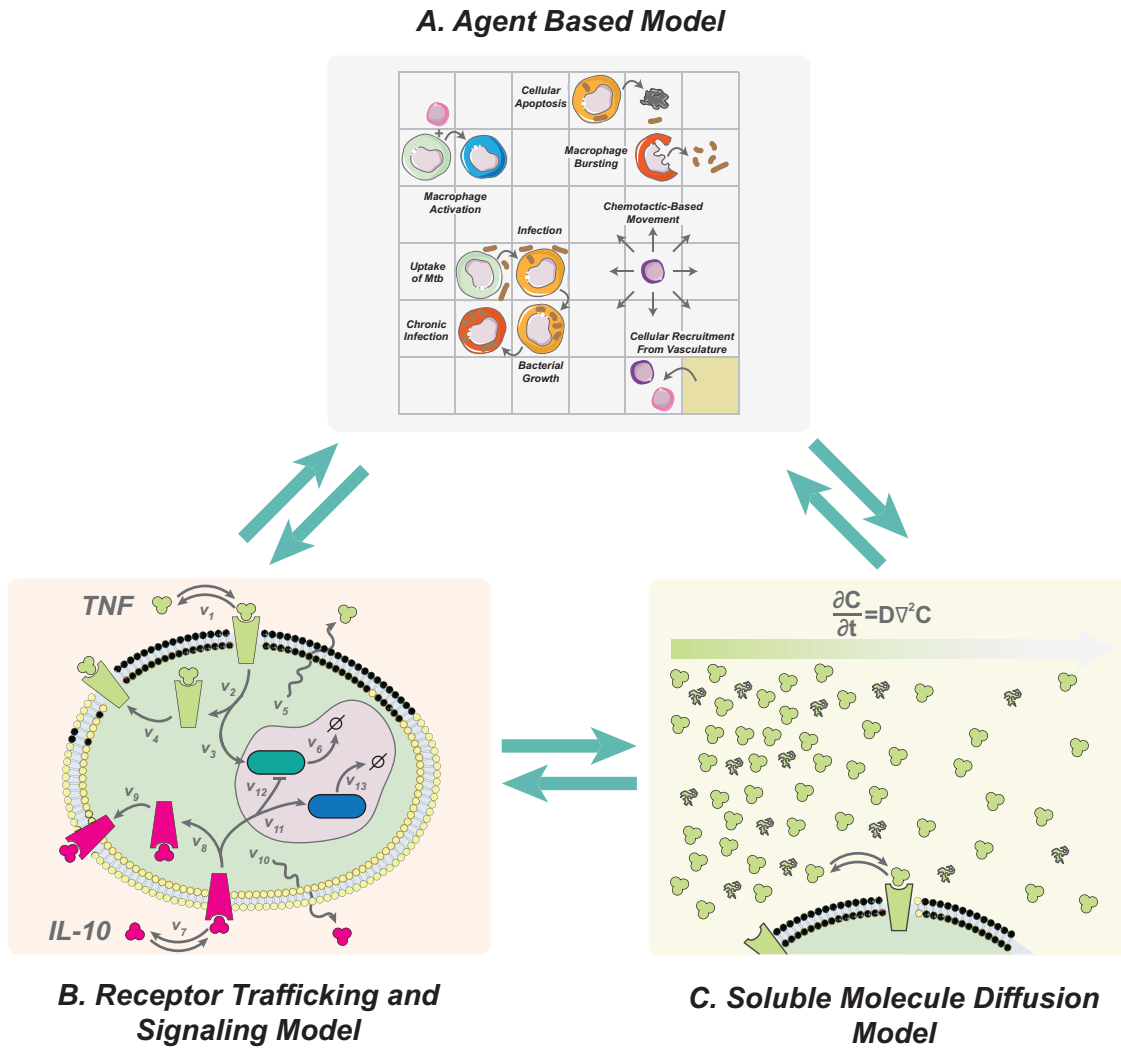 A. Agent Based Model
Cellular
Apoptosis
+
Macrophage
Bursting
Macrophage
Activation
Chemotactic-Based
Movement
Infection
Uptake
of Mtb
Chronic
Infection
Cellular Recruitment
From Vasculature
Bacterial
Growth
TNF
v1
v2
v3
v4
v5
v6
∅
∅
v12
v13
v11
v9
v8
v10
v7
IL-10
B. Receptor Trafficking and
Signaling Model
∂C/∂t=D∇²C
C. Soluble Molecule Diffusion
Model